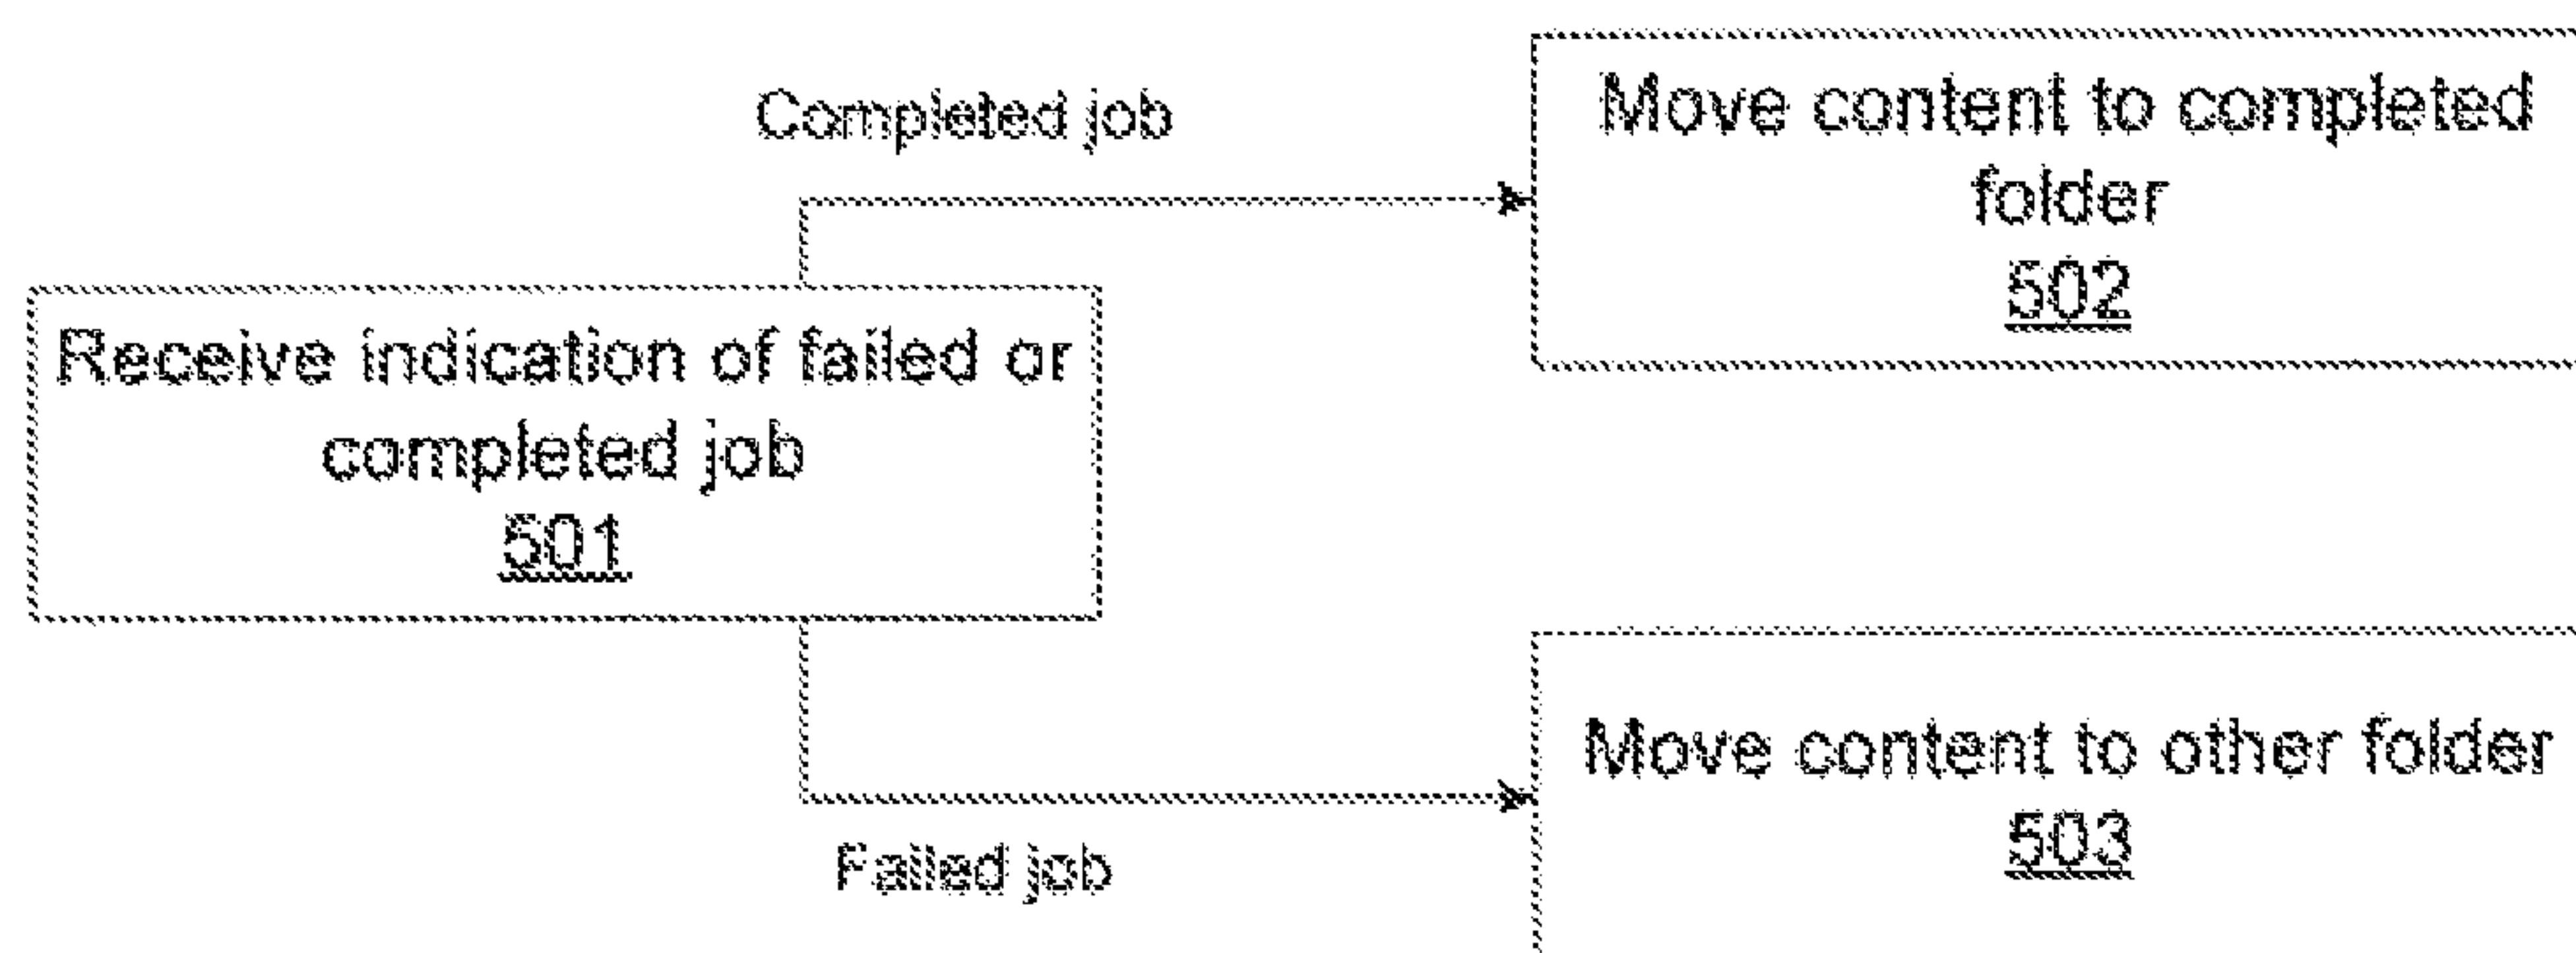 Completed job
Move content to completed
folder
502
Receive indication of failed or
completed job
501
Move content to other folder
503
Failed job